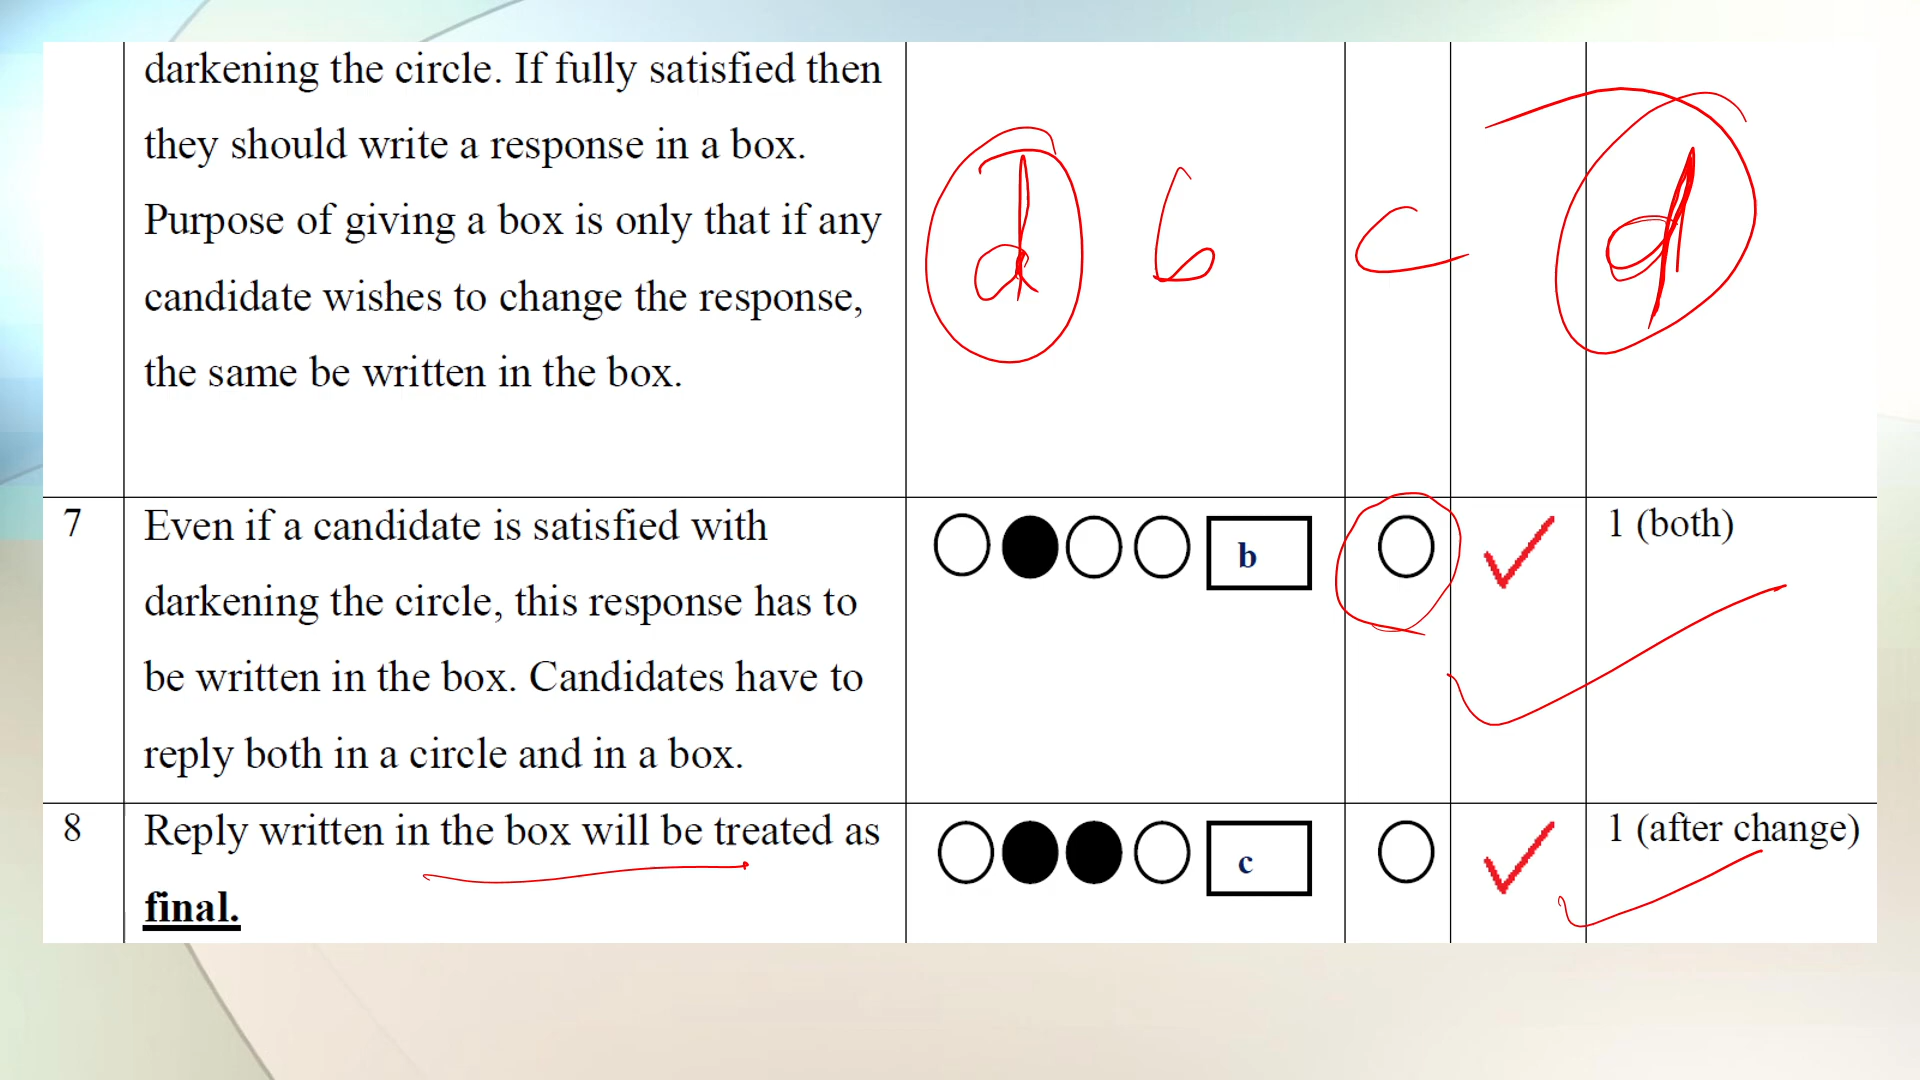 darkening the circle. If fully satisfied then
they should write a response in a box.
Purpose of giving a box is only that if any
candidate wishes to change the response,
the same be written in the box.
d b c d
7 Even if a candidate is satisfied with b 1 (both)
darkening the circle, this response has to
be written in the box. Candidates have to
reply both in a circle and in a box.
8 Reply written in the box will be treated as c 1 (after change)
final.